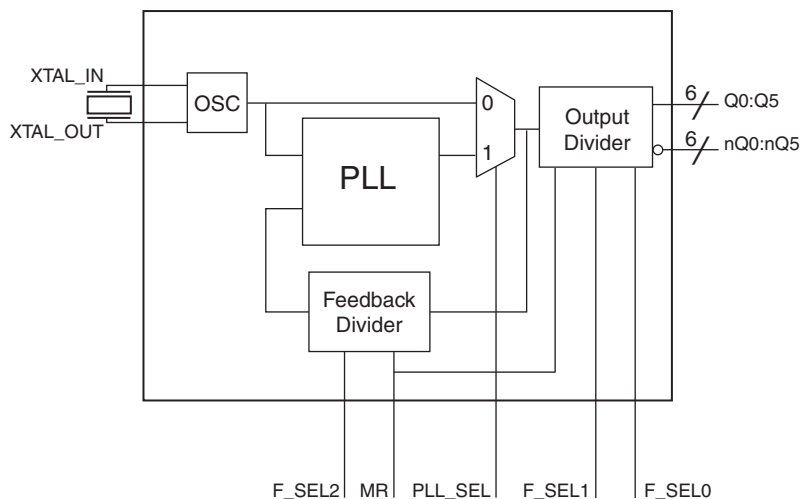 XTAL_IN
OSC
XTAL_OUT
0
1
PLL
Output
Divider
6
Q0:Q5
6
nQ0:nQ5
Feedback
Divider
F_SEL2
MR
PLL_SEL
F_SEL1
F_SEL0